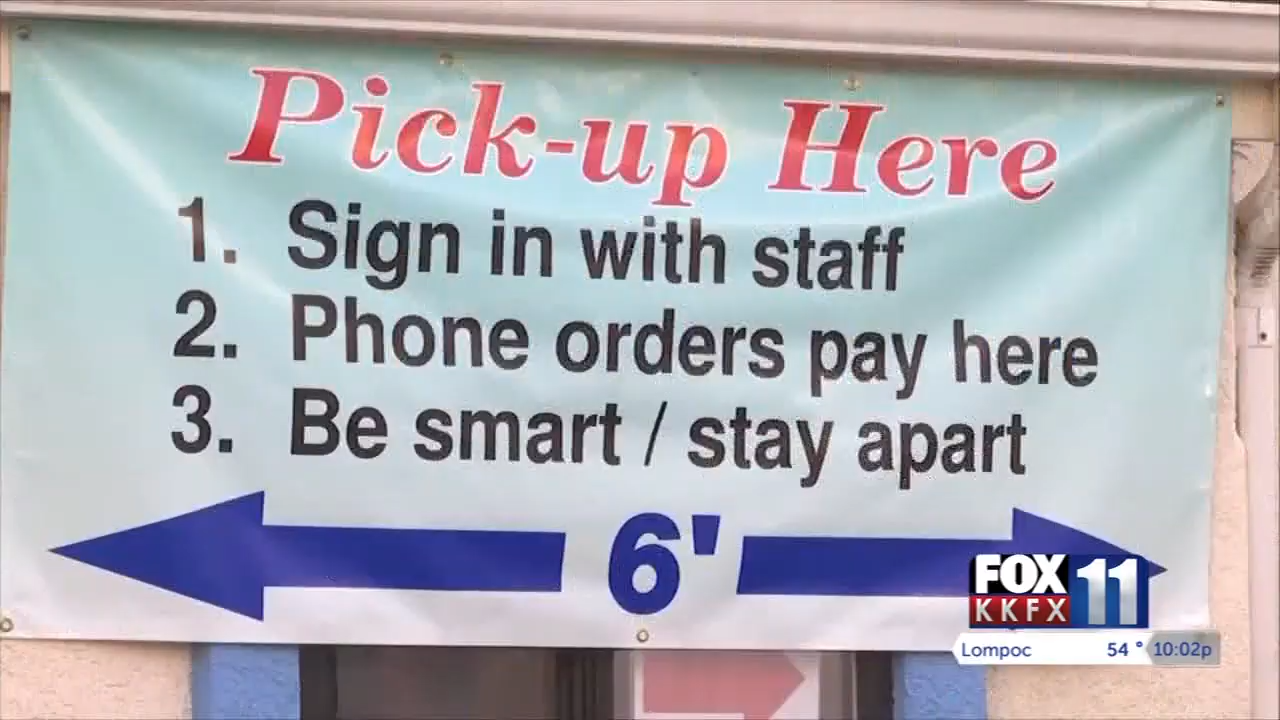 Pick-up Here
1. Sign in with staff
2. Phone orders pay here
3. Be smart / stay apart
6'
FOX 11
KKFX
Lompoc 54° 10:02p